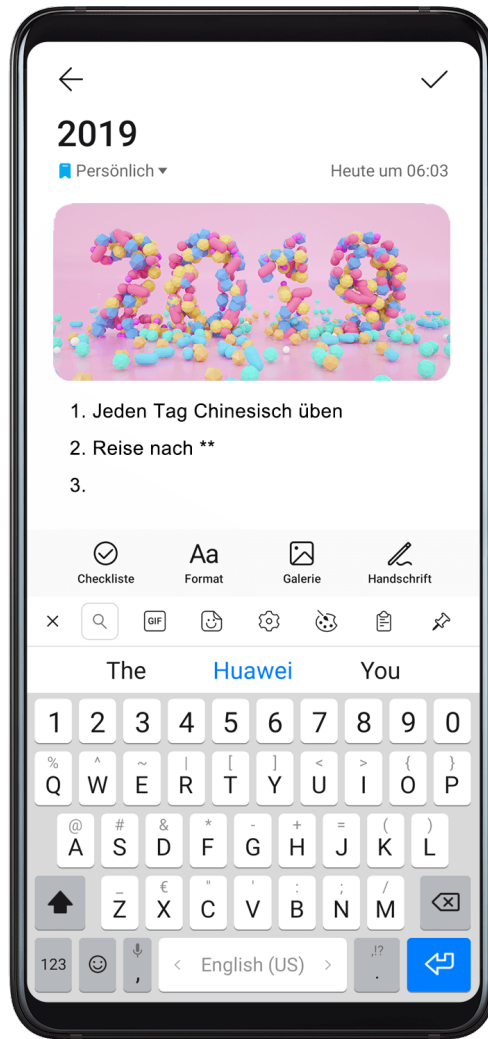 2019
Persönlich
Heute um 06:03
2019
1. Jeden Tag Chinesisch üben
2. Reise nach **
3.
Checkliste
Aa
Format
Galerie
Handschrift
GIF
The Huawei You
1 2 3 4 5 6 7 8 9 0
% ^ ~ | [ ] < > { }
Q W E R T Y U I O P
@ # & * - + = ( )
A S D F G H J K L
_ € " ' : ; /
Z X C V B N M
123 , < English (US) > ,!? .